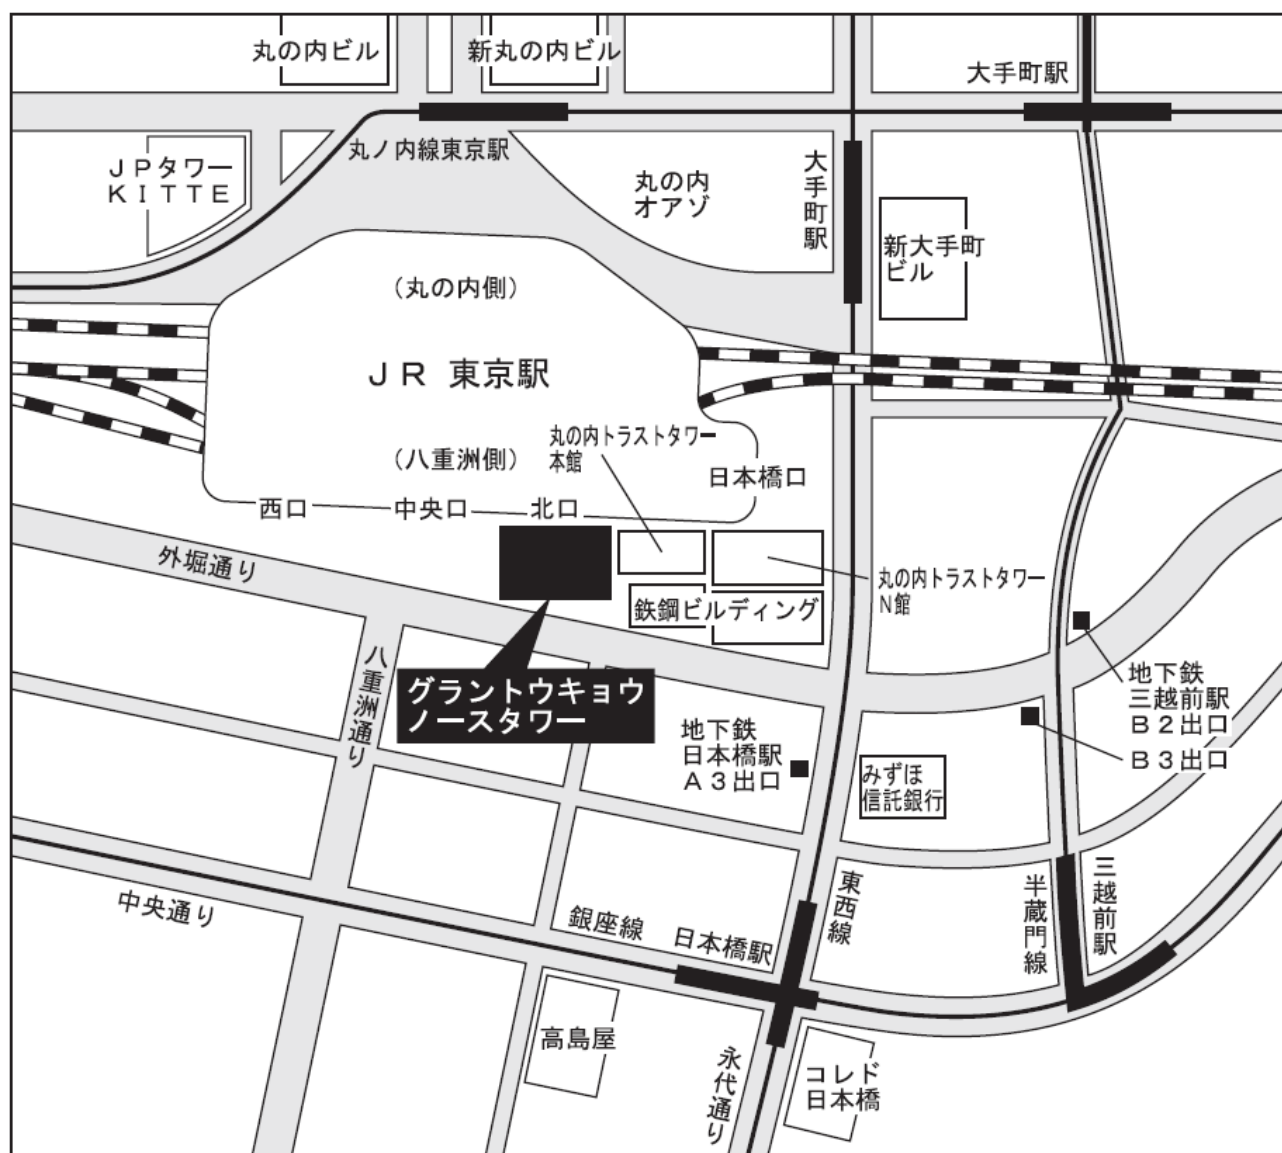 丸の内ビル
新丸の内ビル
大手町駅
JPタワー
KITTE
丸ノ内線東京駅
丸の内
オアゾ
大手町駅
新大手町
ビル
(丸の内側)
JR 東京駅
(八重洲側)
丸の内トラストタワー
本館
日本橋口
西口
中央口
北口
外堀通り
丸の内トラストタワー
N館
鉄鋼ビルディング
八重洲通り
グラントウキョウ
ノースタワー
地下鉄
日本橋駅
A3出口
地下鉄
三越前駅
B2出口
B3出口
みずほ
信託銀行
中央通り
銀座線
日本橋駅
東西線
半蔵門線
三越前駅
高島屋
永代通り
コレド
日本橋